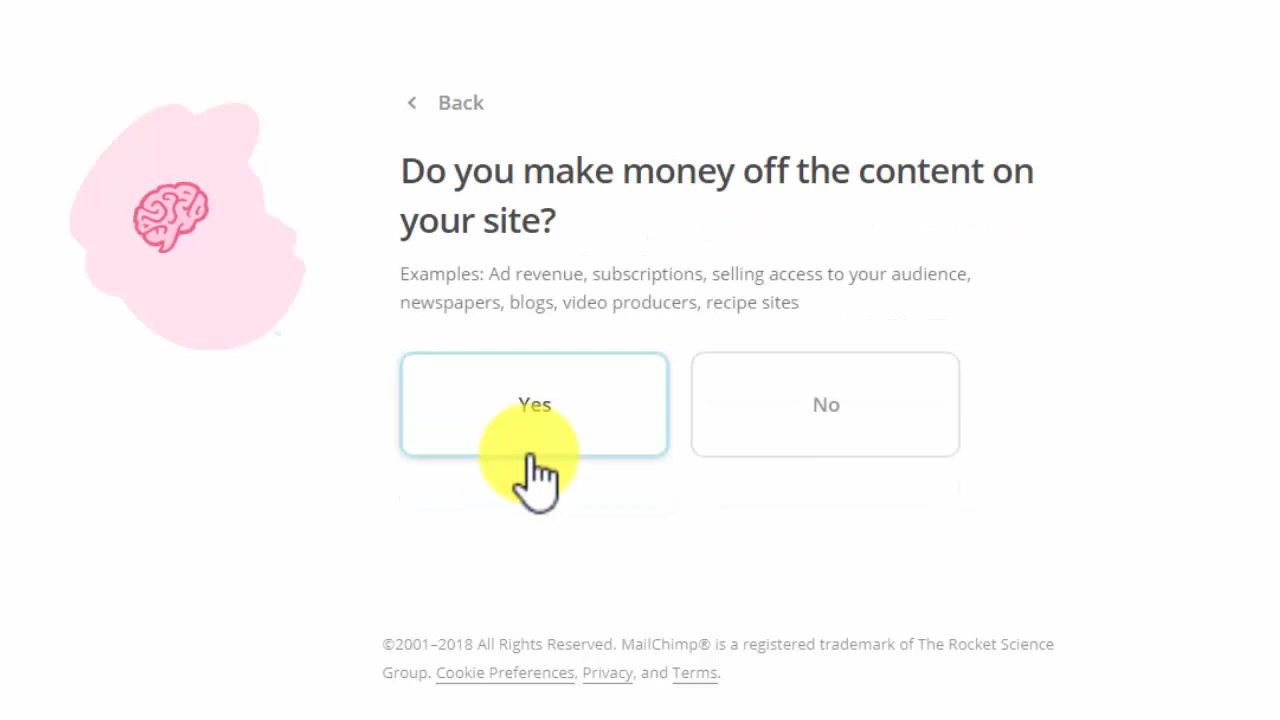 Back
Do you make money off the content on
your site?
Examples: Ad revenue, subscriptions, selling access to your audience,
newspapers, blogs, video producers, recipe sites
Yes
No
©2001–2018 All Rights Reserved. MailChimp® is a registered trademark of The Rocket Science
Group. Cookie Preferences, Privacy, and Terms.